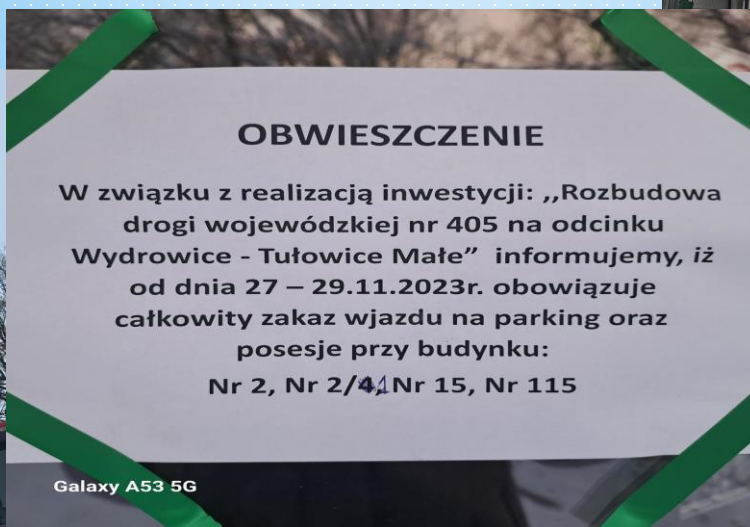 OBWIESZCZENIE
W związku z realizacją inwestycji: ,,Rozbudowa
drogi wojewódzkiej nr 405 na odcinku
Wydrowice - Tułowice Małe” informujemy, iż
od dnia 27 – 29.11.2023r. obowiązuje
całkowity zakaz wjazdu na parking oraz
posesje przy budynku:
Nr 2, Nr 2/41, Nr 15, Nr 115
Galaxy A53 5G